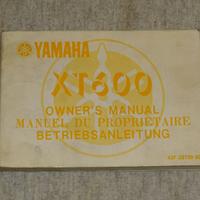 YAMAHA
XT600
OWNER'S MANUAL
MANUEL DU PROPRIETAIRE
BETRIEBSANLEITUNG